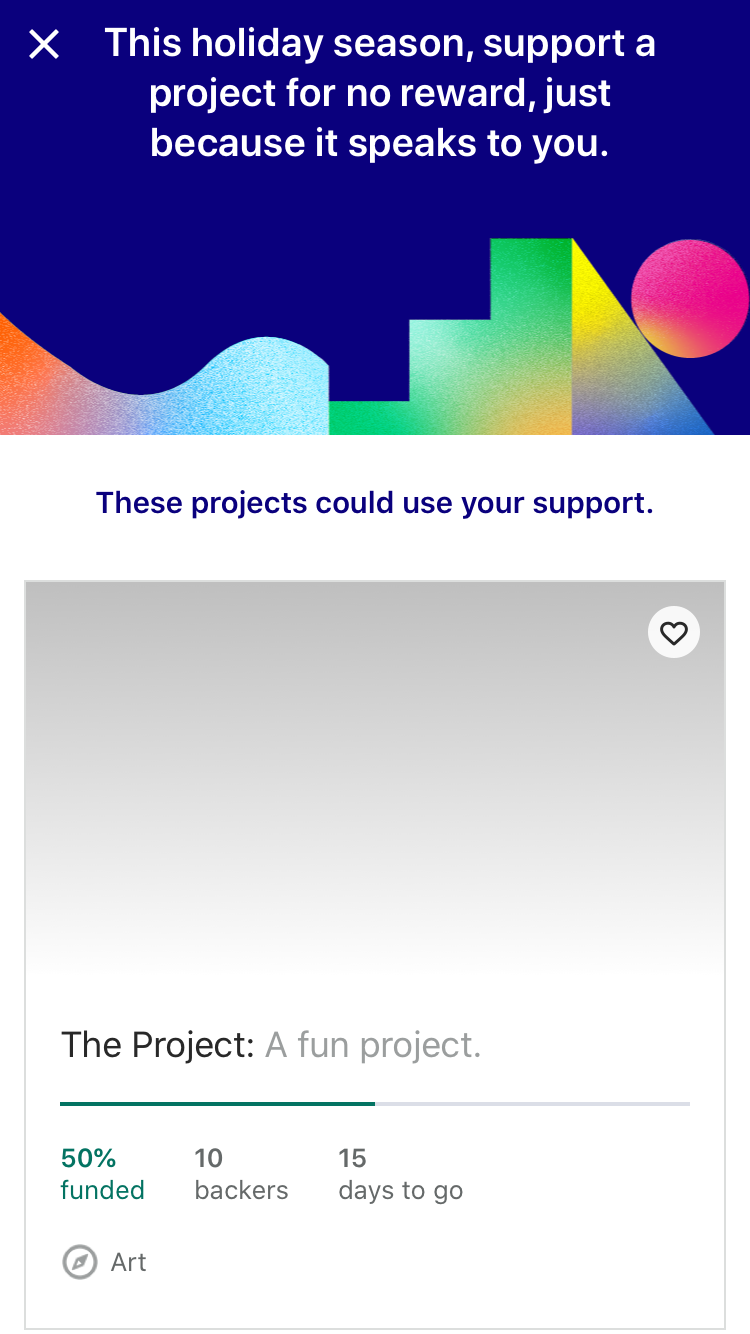 This holiday season, support a
project for no reward, just
because it speaks to you.
These projects could use your support.
The Project: A fun project.
50% 10 15
funded backers days to go
Art